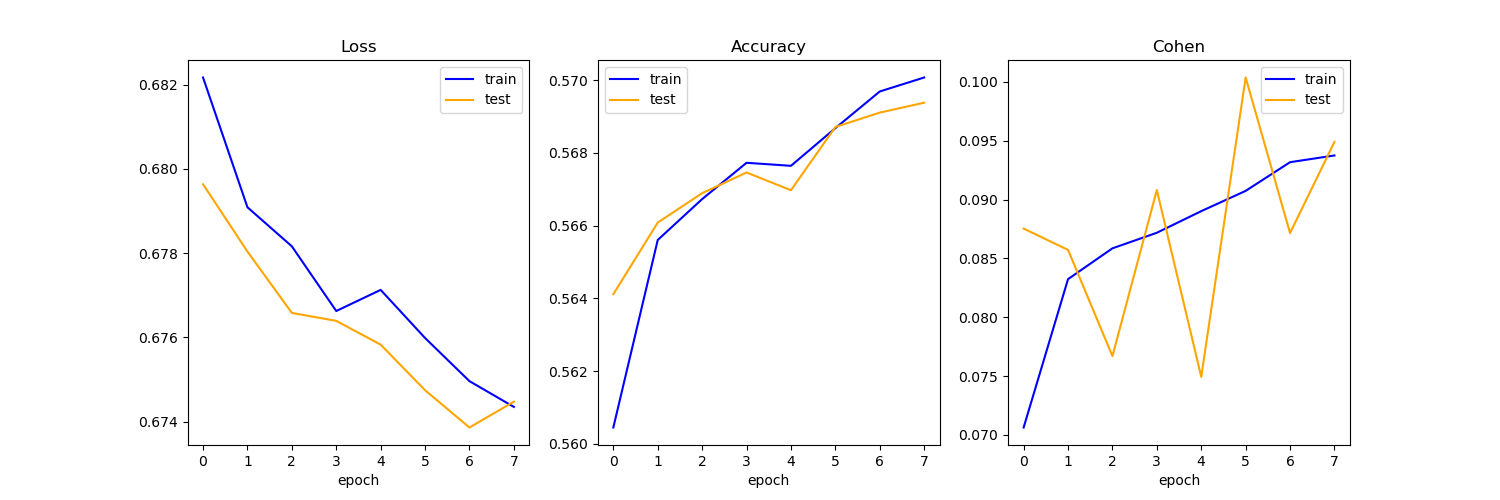 Loss
0.682
0.680
0.678
0.676
0.674
train
test
0 1 2 3 4 5 6 7
epoch
Accuracy
0.570
0.568
0.566
0.564
0.562
0.560
train
test
0 1 2 3 4 5 6 7
epoch
Cohen
0.100
0.095
0.090
0.085
0.080
0.075
0.070
train
test
0 1 2 3 4 5 6 7
epoch